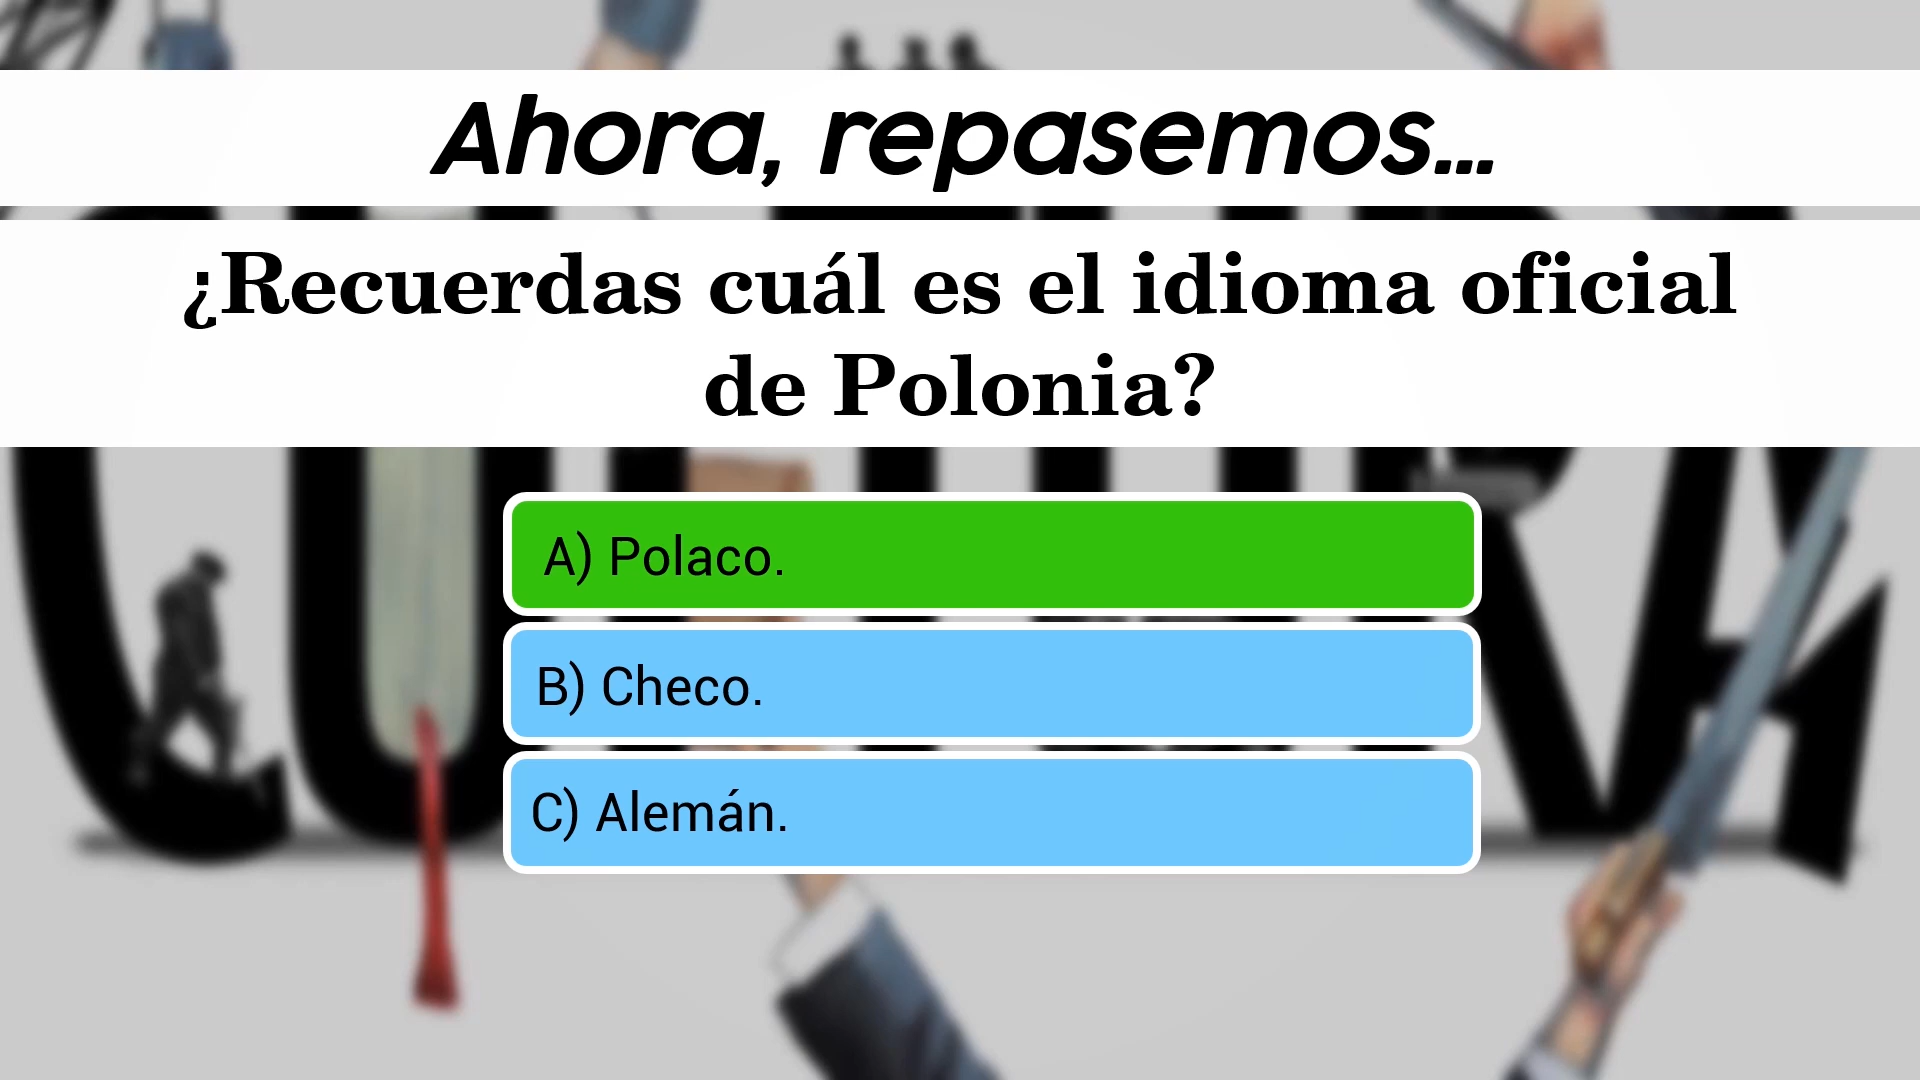 Ahora, repasemos...
¿Recuerdas cuál es el idioma oficial
de Polonia?
A) Polaco.
B) Checo.
C) Alemán.